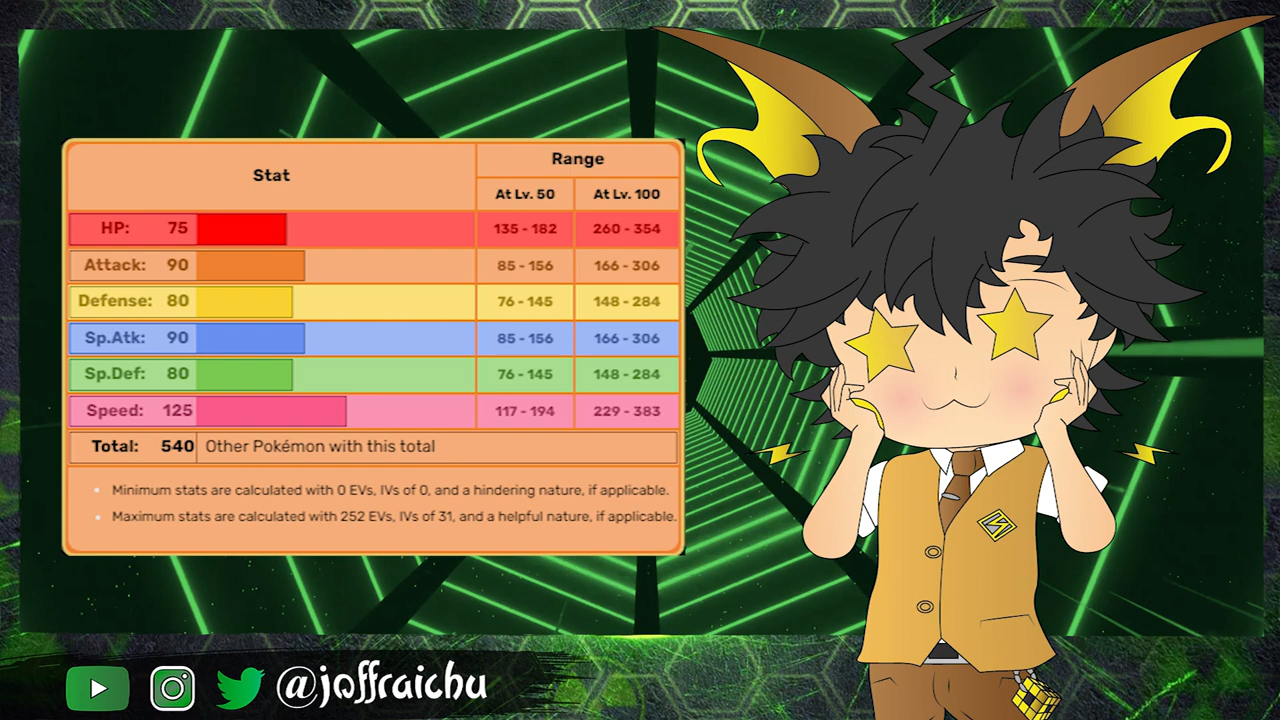 Stat
Range
At Lv. 50
At Lv. 100
HP: 75 135 - 182 260 - 354
Attack: 90 85 - 156 166 - 306
Defense: 80 76 - 145 148 - 284
Sp.Atk: 90 85 - 156 166 - 306
Sp.Def: 80 76 - 145 148 - 284
Speed: 125 117 - 194 229 - 383
Total: 540 Other Pokémon with this total
Minimum stats are calculated with 0 EVs, IVs of 0, and a hindering nature, if applicable.
Maximum stats are calculated with 252 EVs, IVs of 31, and a helpful nature, if applicable.
@joffraichu